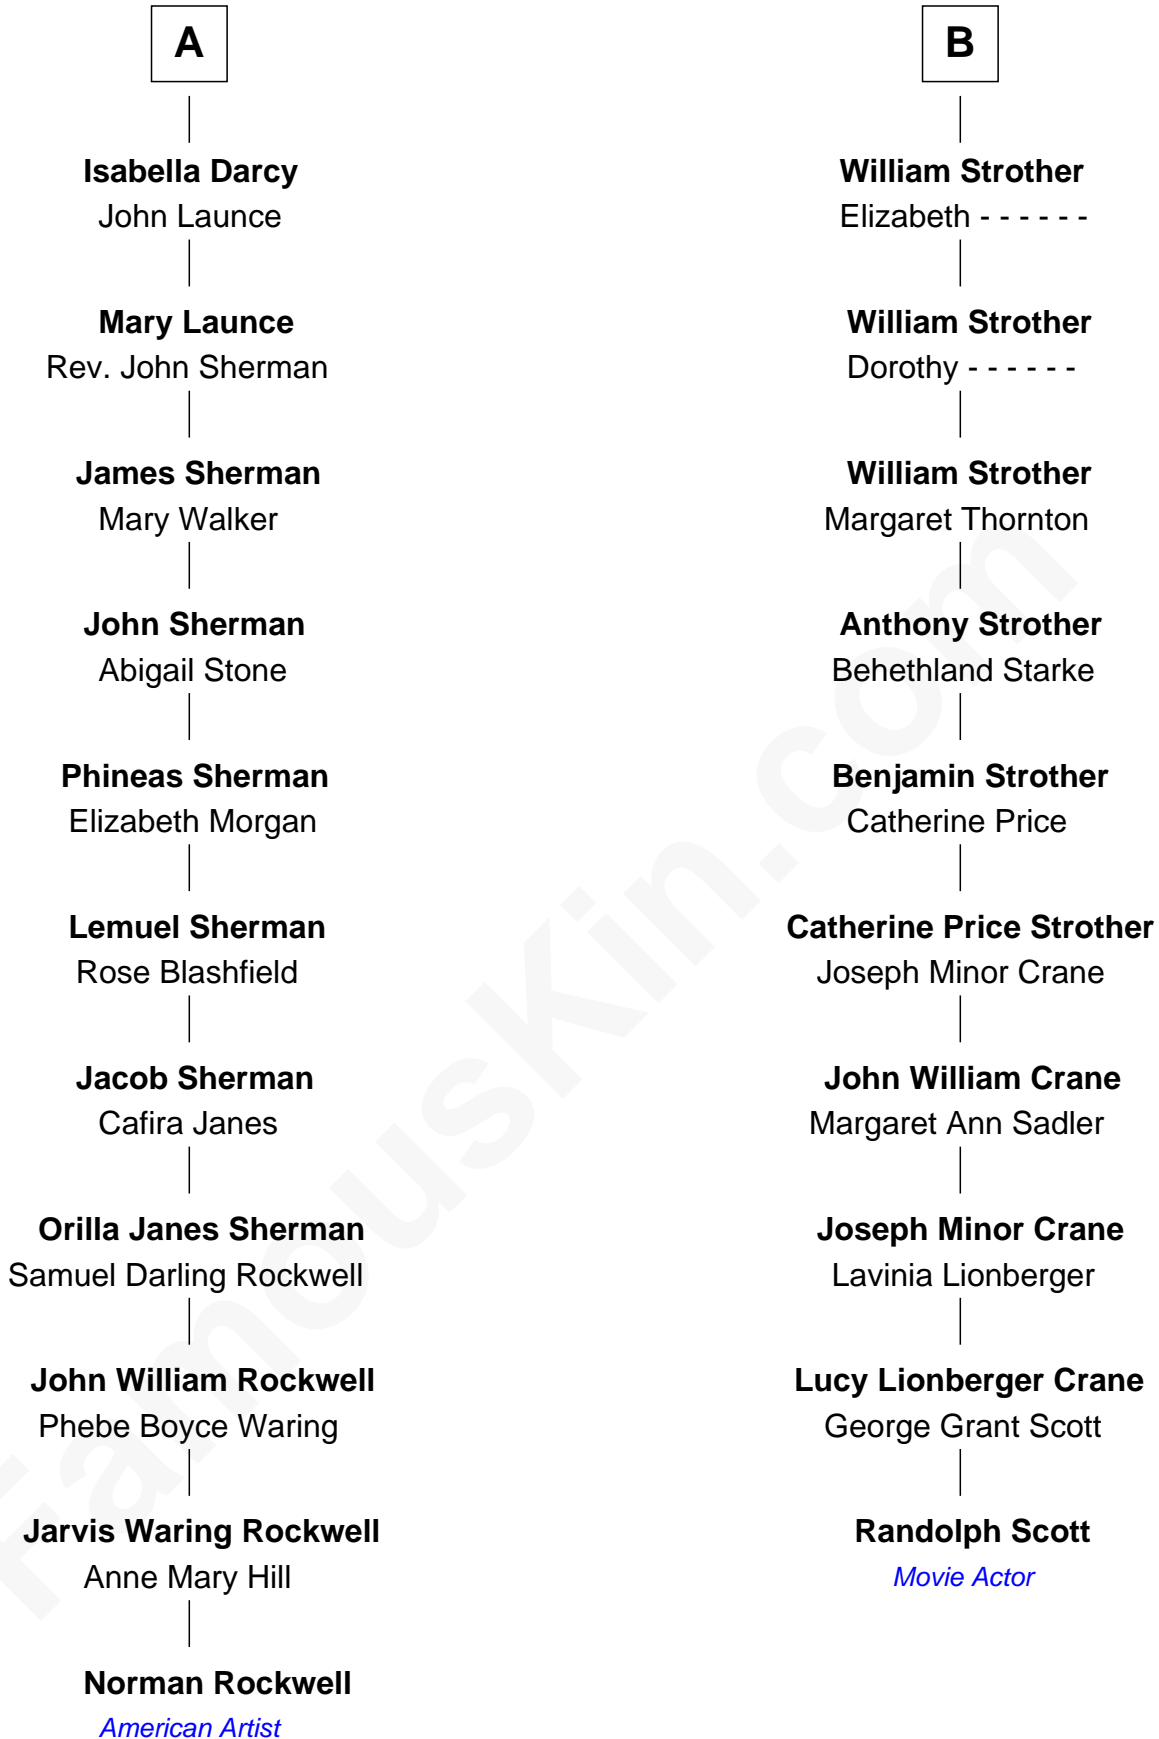 A
Isabella Darcy
John Launce
Mary Launce
Rev. John Sherman
James Sherman
Mary Walker
John Sherman
Abigail Stone
Phineas Sherman
Elizabeth Morgan
Lemuel Sherman
Rose Blashfield
Jacob Sherman
Cafira Janes
Orilla Janes Sherman
Samuel Darling Rockwell
John William Rockwell
Phebe Boyce Waring
Jarvis Waring Rockwell
Anne Mary Hill
Norman Rockwell
American Artist
B
William Strother
Elizabeth - - - - - -
William Strother
Dorothy - - - - - -
William Strother
Margaret Thornton
Anthony Strother
Behethland Starke
Benjamin Strother
Catherine Price
Catherine Price Strother
Joseph Minor Crane
John William Crane
Margaret Ann Sadler
Joseph Minor Crane
Lavinia Lionberger
Lucy Lionberger Crane
George Grant Scott
Randolph Scott
Movie Actor
FamousKin.com